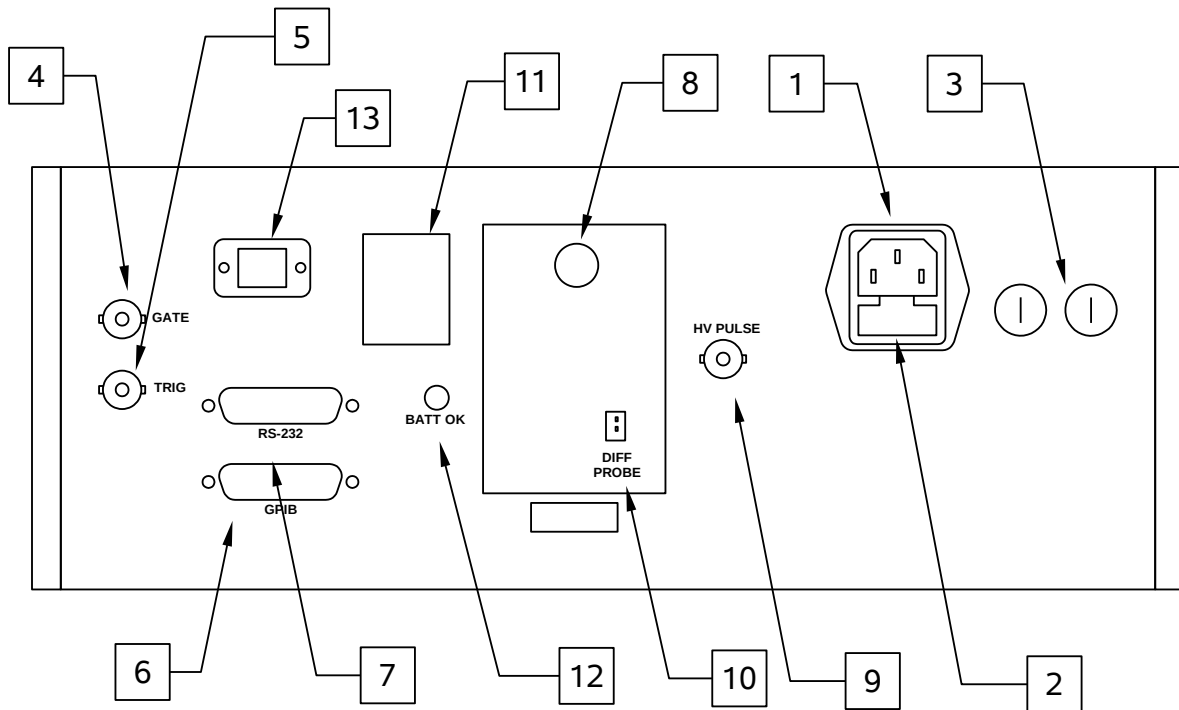 5
4
11
8
1
3
13
GATE
HV PULSE
TRIG
BATT OK
RS-232
DIFF
PROBE
GPIB
6
7
12
10
9
2